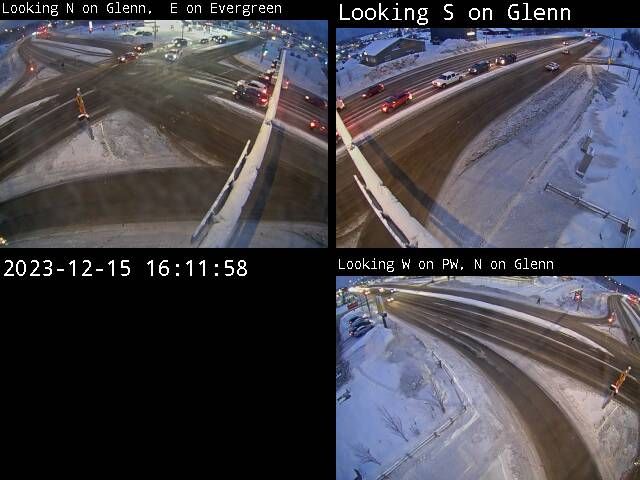 Looking N on Glenn,  E on Evergreen
Looking S on Glenn
2023-12-15 16:11:58
Looking W on PW, N on Glenn